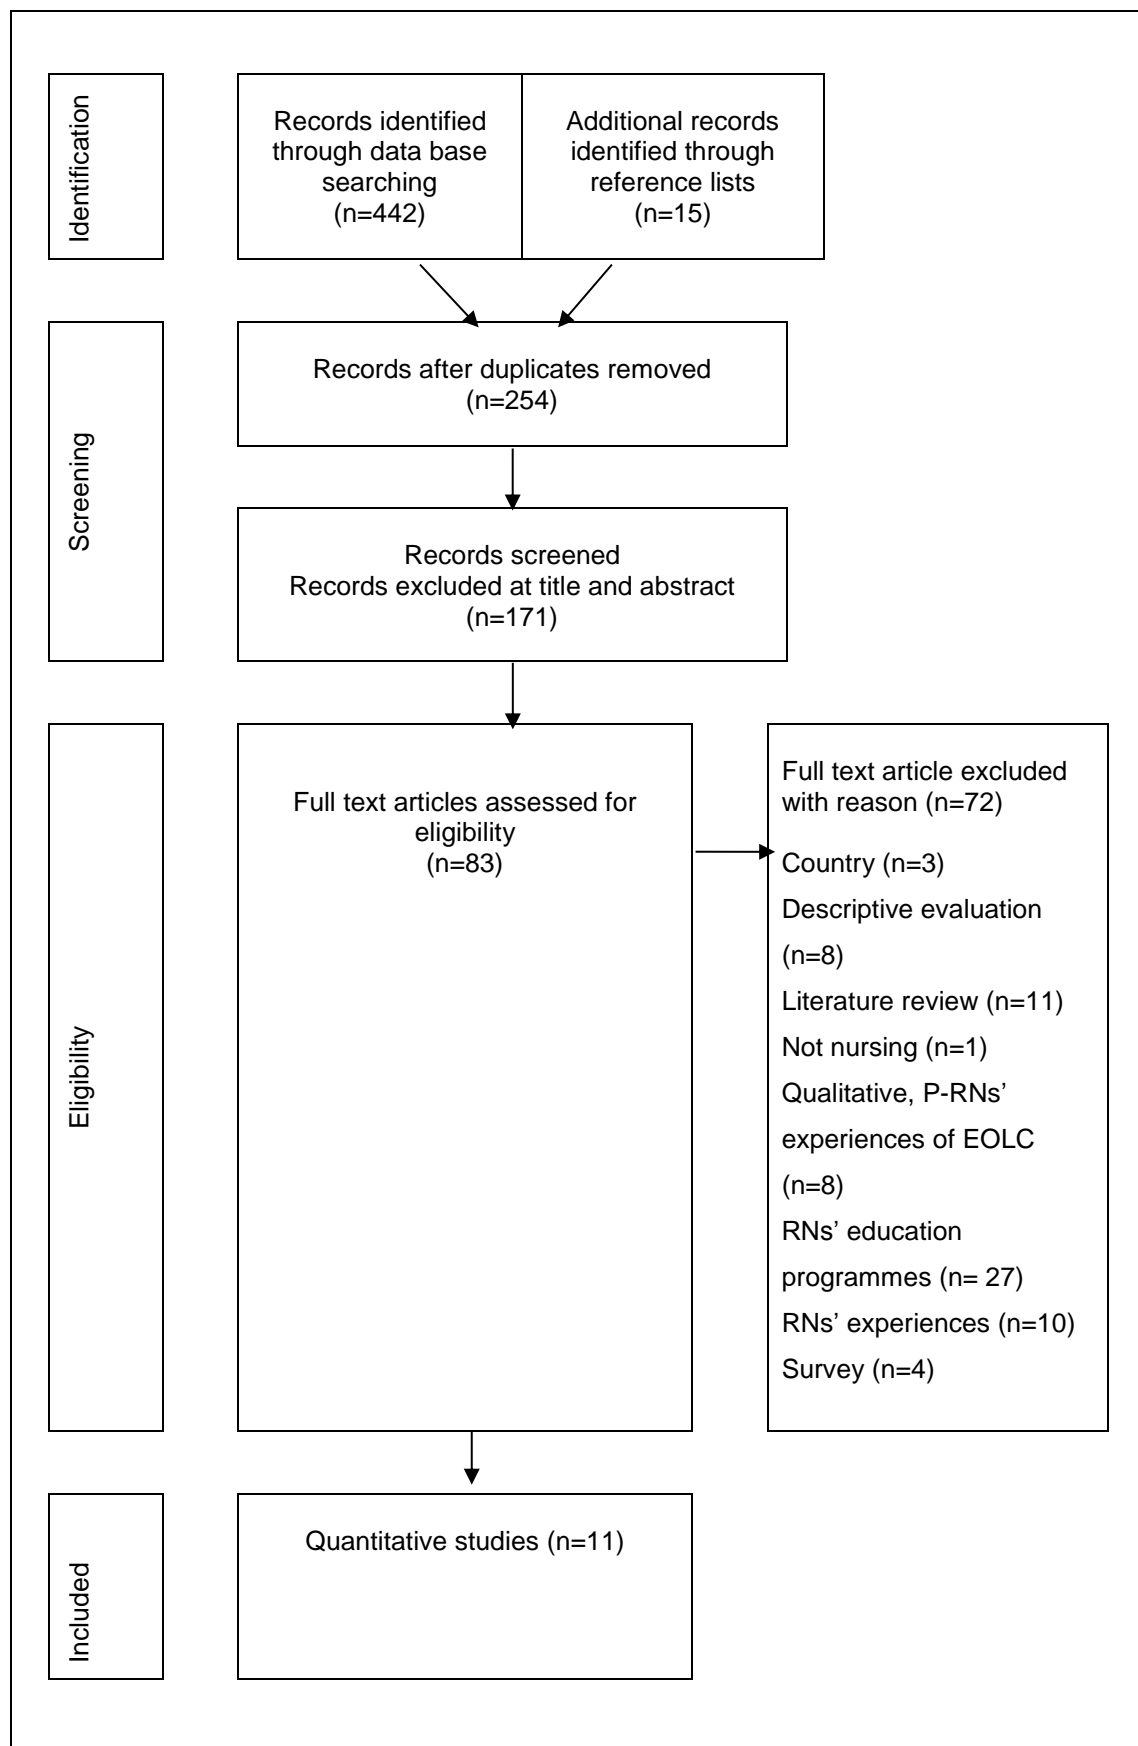 Identification
Records identified
through data base
searching
(n=442)
Additional records
identified through
reference lists
(n=15)
Screening
Records after duplicates removed
(n=254)
Records screened
Records excluded at title and abstract
(n=171)
Eligibility
Full text articles assessed for
eligibility
(n=83)
Full text article excluded
with reason (n=72)
Country (n=3)
Descriptive evaluation
(n=8)
Literature review (n=11)
Not nursing (n=1)
Qualitative, P-RNs’
experiences of EOLC
(n=8)
RNs’ education
programmes (n= 27)
RNs’ experiences (n=10)
Survey (n=4)
Included
Quantitative studies (n=11)